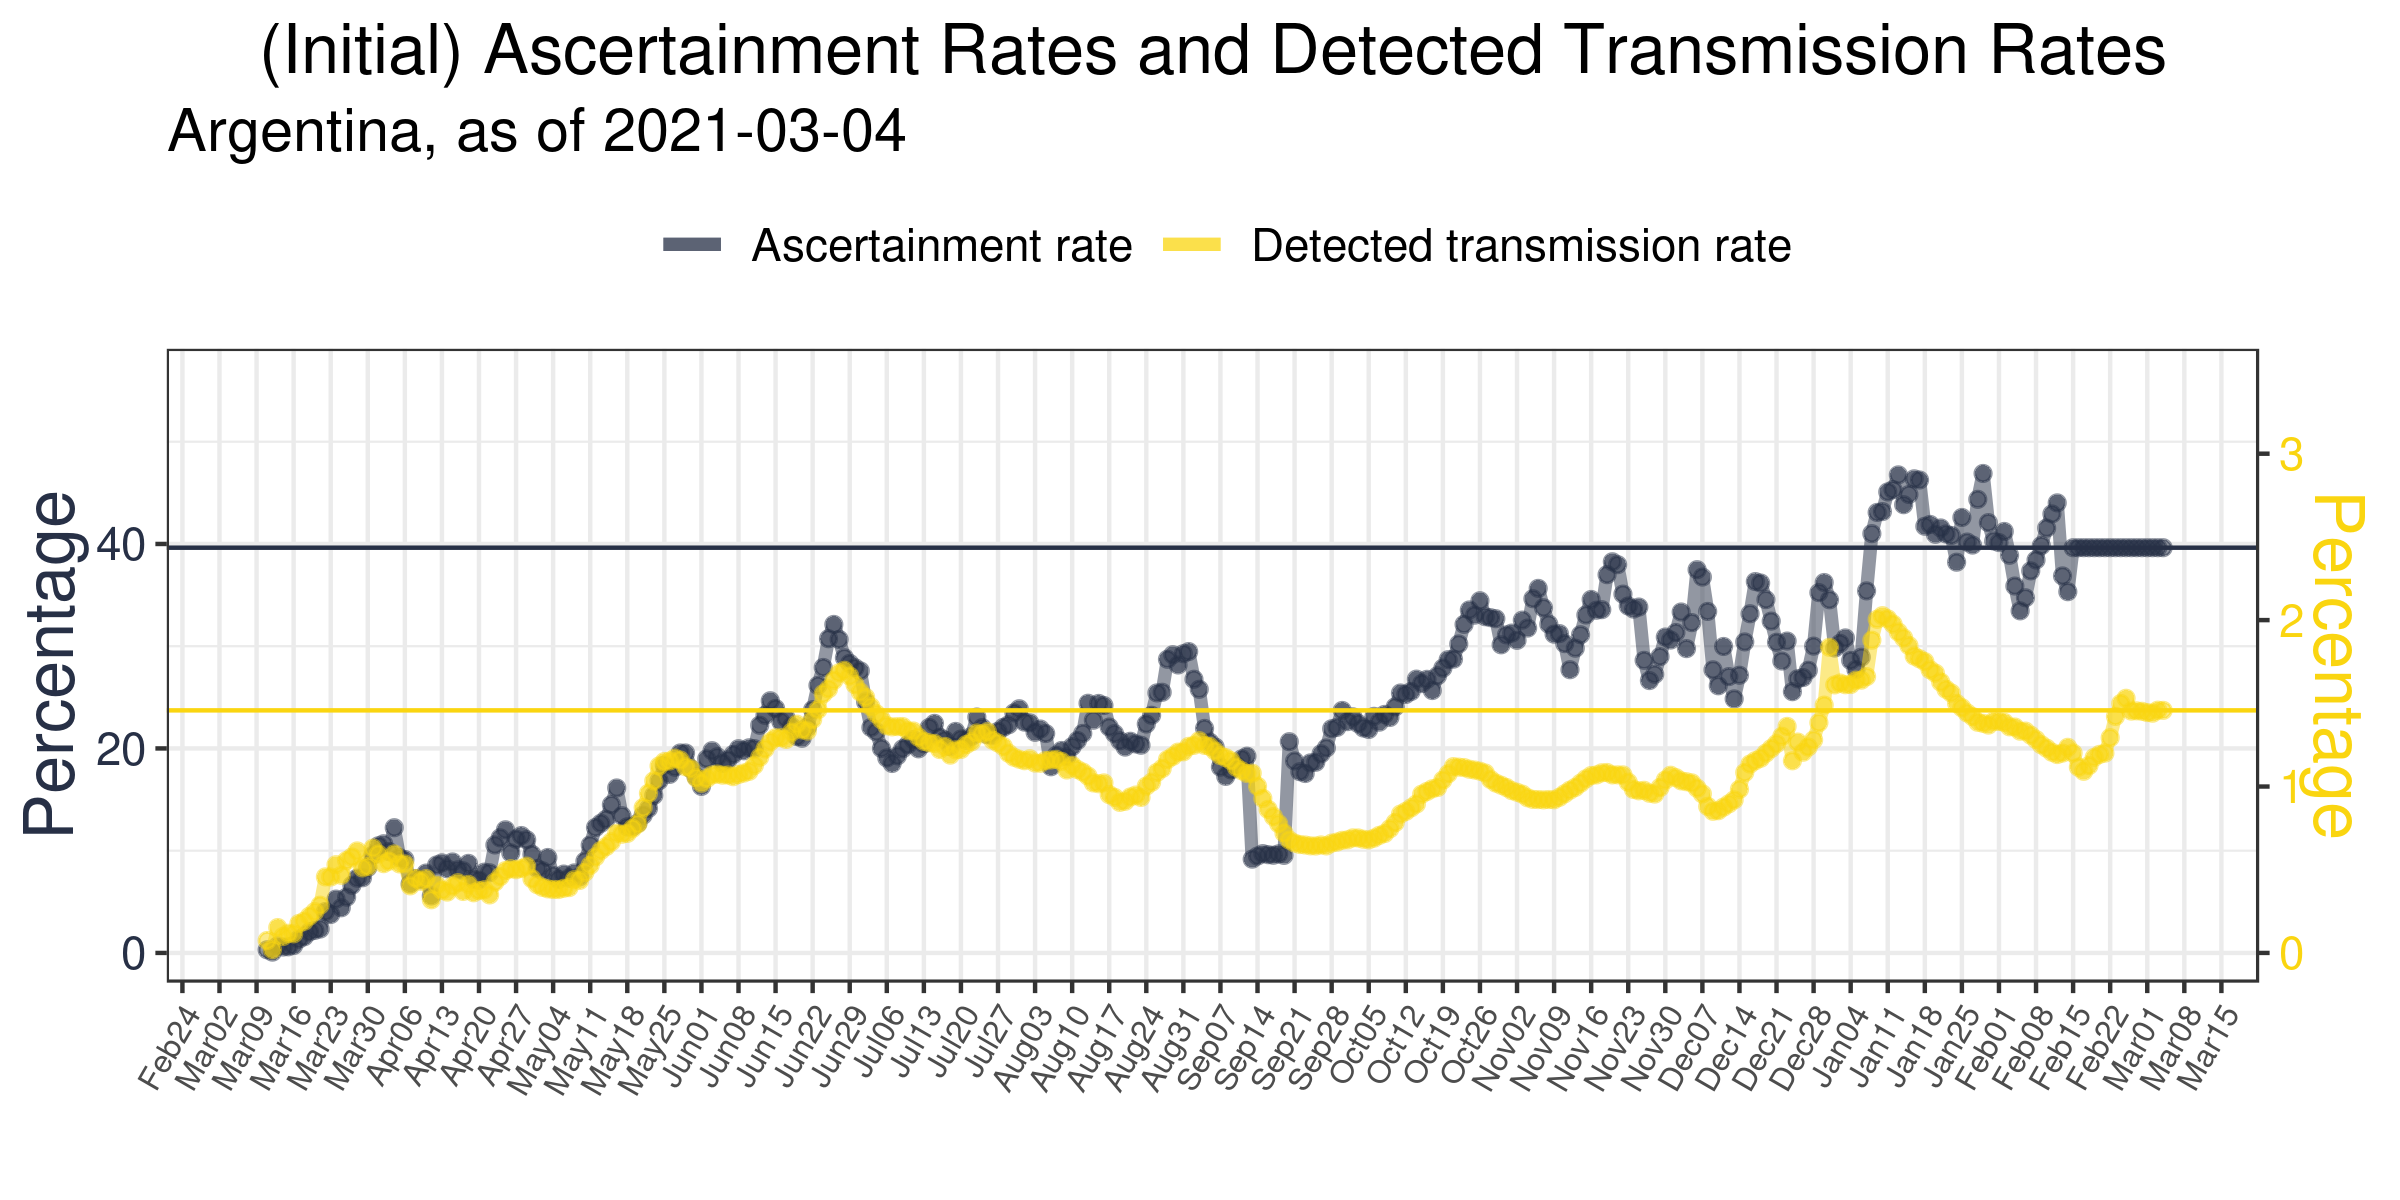 (Initial) Ascertainment Rates and Detected Transmission Rates
Argentina, as of 2021-03-04
Ascertainment rate Detected transmission rate
Percentage
40
20
0
3
2
1
0
Percentage
Feb24 Mar02 Mar09 Mar16 Mar23 Mar30 Apr06 Apr13 Apr20 Apr27 May04 May11 May18 May25 Jun01 Jun08 Jun15 Jun22 Jun29 Jul06 Jul13 Jul20 Jul27 Aug03 Aug10 Aug17 Aug24 Aug31 Sep07 Sep14 Sep21 Sep28 Oct05 Oct12 Oct19 Oct26 Nov02 Nov09 Nov16 Nov23 Nov30 Dec07 Dec14 Dec21 Dec28 Jan04 Jan11 Jan18 Jan25 Feb01 Feb08 Feb15 Feb22 Mar01 Mar08 Mar15